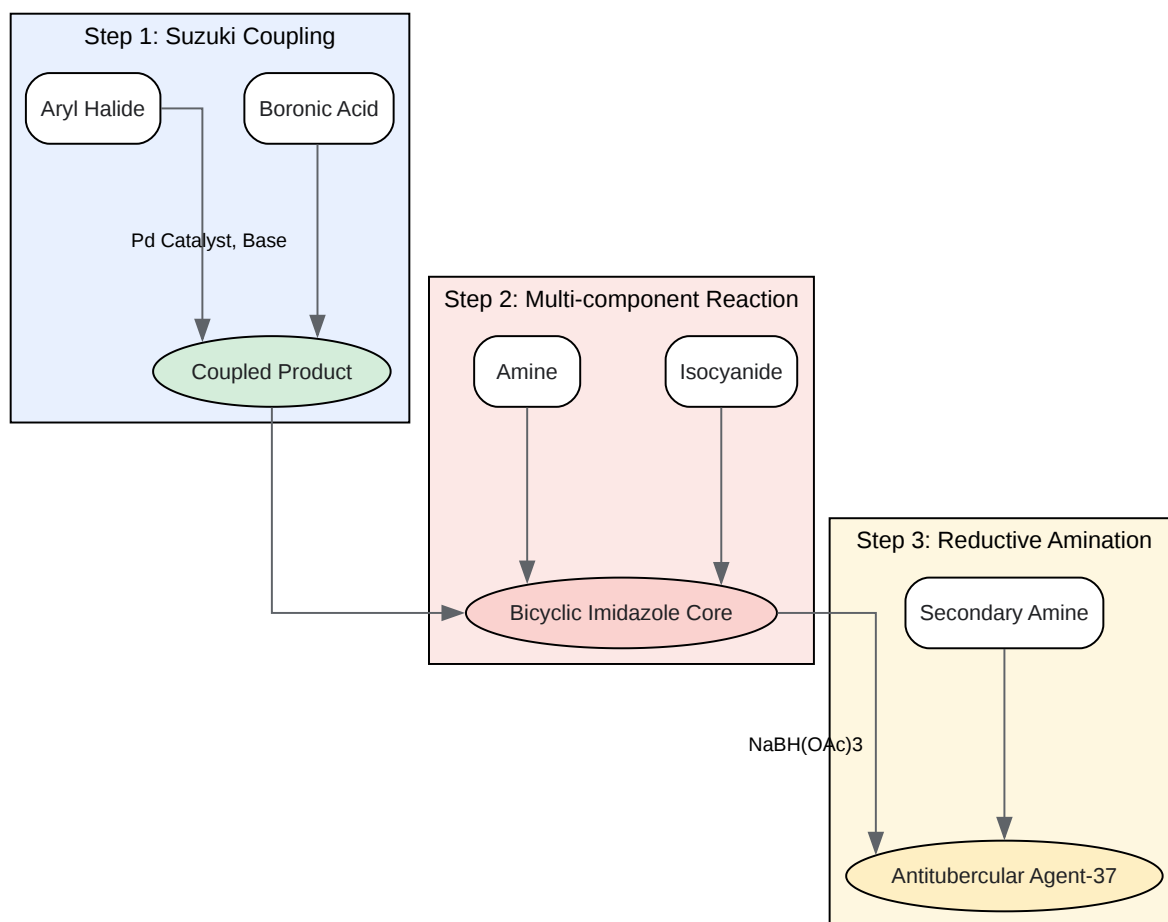 Step 1: Suzuki Coupling
Aryl Halide
Boronic Acid
Pd Catalyst, Base
Coupled Product
Step 2: Multi-component Reaction
Amine
Isocyanide
Bicyclic Imidazole Core
Step 3: Reductive Amination
Secondary Amine
NaBH(OAc)3
Antitubercular Agent-37